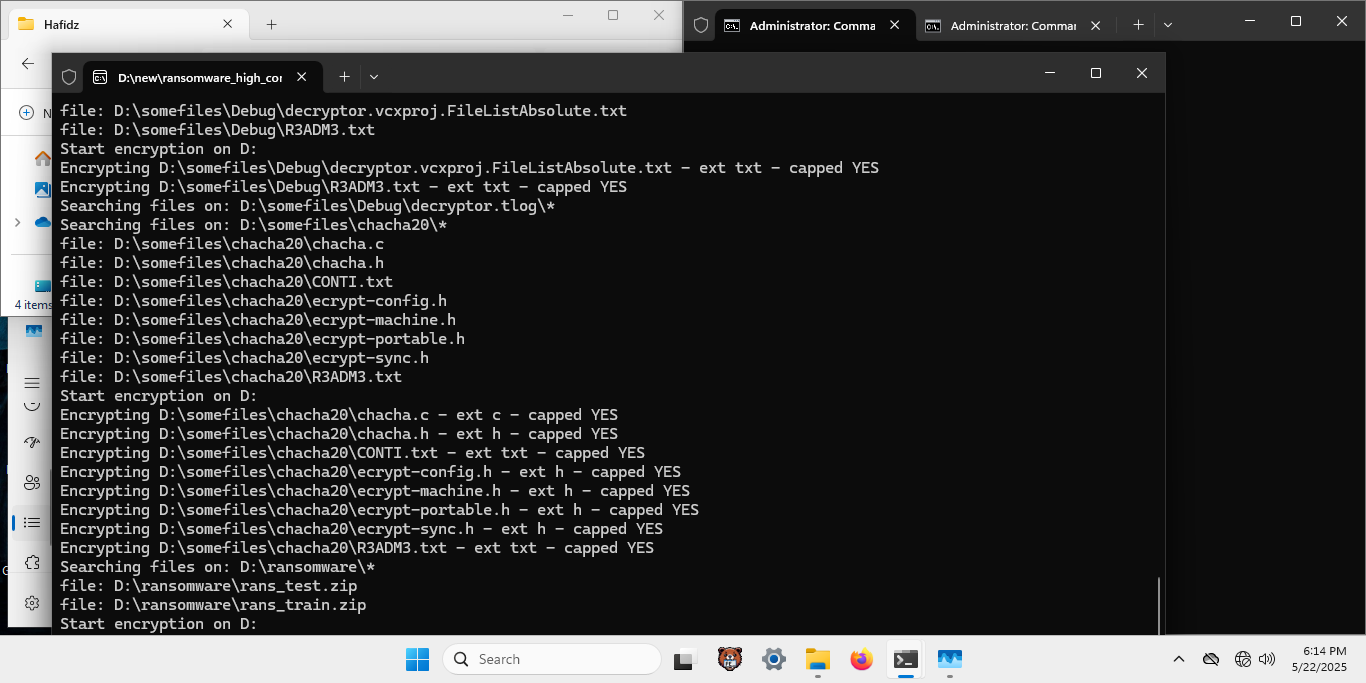 Hafidz
Administrator: Comma
Administrator: Commar
D:\new\ransomware_high_cor
N
4 items
file: D:\somefiles\Debug\decryptor.vcxproj.FileListAbsolute.txt
file: D:\somefiles\Debug\R3ADM3.txt
Start encryption on D:
Encrypting D:\somefiles\Debug\decryptor.vcxproj.FileListAbsolute.txt - ext txt - capped YES
Encrypting D:\somefiles\Debug\R3ADM3.txt - ext txt - capped YES
Searching files on: D:\somefiles\Debug\decryptor.tlog\*
Searching files on: D:\somefiles\chacha20\*
file: D:\somefiles\chacha20\chacha.c
file: D:\somefiles\chacha20\chacha.h
file: D:\somefiles\chacha20\CONTI.txt
file: D:\somefiles\chacha20\ecrypt-config.h
file: D:\somefiles\chacha20\ecrypt-machine.h
file: D:\somefiles\chacha20\ecrypt-portable.h
file: D:\somefiles\chacha20\ecrypt-sync.h
file: D:\somefiles\chacha20\R3ADM3.txt
Start encryption on D:
Encrypting D:\somefiles\chacha20\chacha.c - ext c - capped YES
Encrypting D:\somefiles\chacha20\chacha.h - ext h - capped YES
Encrypting D:\somefiles\chacha20\CONTI.txt - ext txt - capped YES
Encrypting D:\somefiles\chacha20\ecrypt-config.h - ext h - capped YES
Encrypting D:\somefiles\chacha20\ecrypt-machine.h - ext h - capped YES
Encrypting D:\somefiles\chacha20\ecrypt-portable.h - ext h - capped YES
Encrypting D:\somefiles\chacha20\ecrypt-sync.h - ext h - capped YES
Encrypting D:\somefiles\chacha20\R3ADM3.txt - ext txt - capped YES
Searching files on: D:\ransomware\*
file: D:\ransomware\rans_test.zip
file: D:\ransomware\rans_train.zip
Start encryption on D:
Search
6:14 PM
5/22/2025